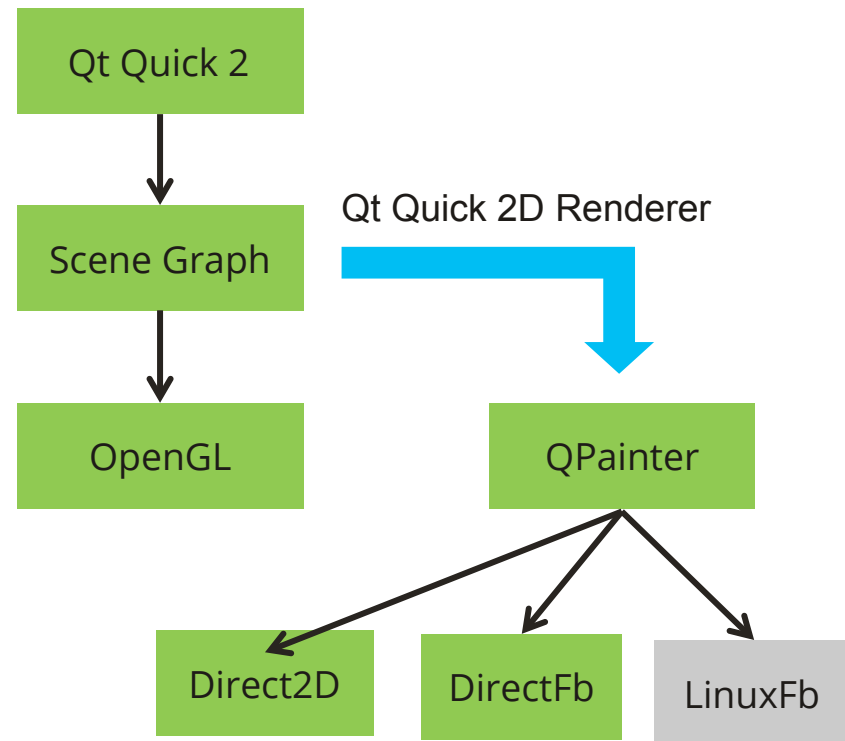 Qt Quick 2
Qt Quick 2D Renderer
Scene Graph
OpenGL
QPainter
Direct2D
DirectFb
LinuxFb